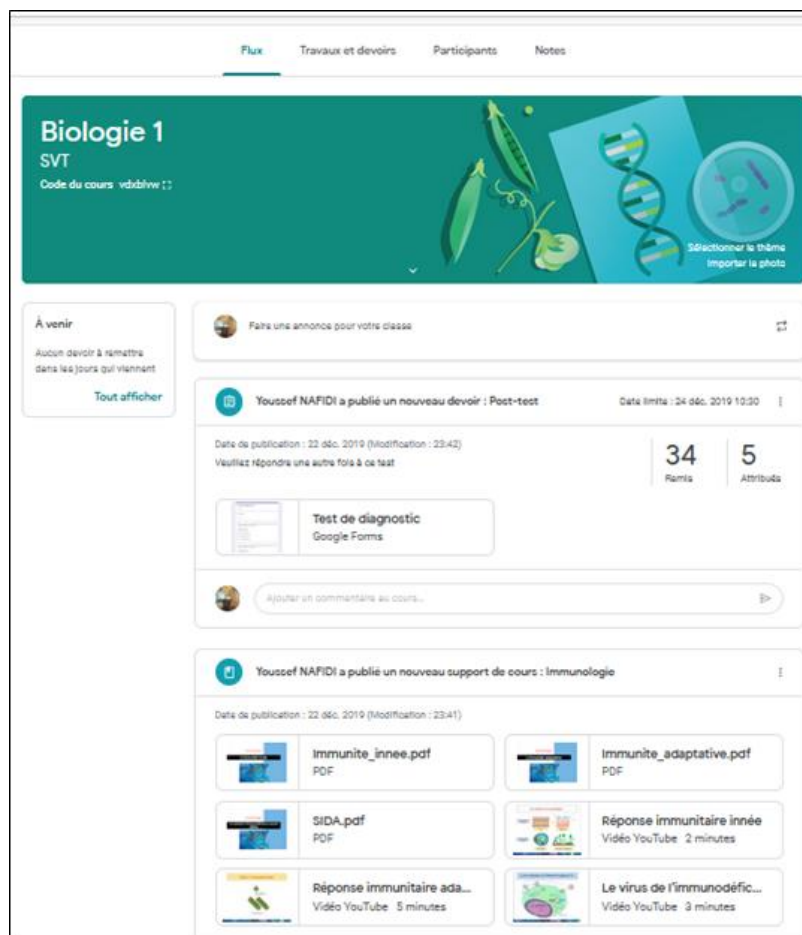 Flux Travaux et devoirs Participants Notes
Biologie 1
SVT
Code du cours vdxblvw
Sélectionner le thème
Importer la photo
À venir
Aucun devoir à remettre
dans les jours qui viennent
Tout afficher
Faire une annonce pour votre classe
Youssef NAFIDI a publié un nouveau devoir : Post-test
Date limite : 24 déc. 2019 10:30
Date de publication : 22 déc. 2019 (Modification : 23:42)
Veuillez répondre une autre fois à ce test
34
Remis
5
Attribués
Test de diagnostic
Google Forms
Ajouter un commentaire au cours...
Youssef NAFIDI a publié un nouveau support de cours : Immunologie
Date de publication : 22 déc. 2019 (Modification : 23:41)
Immunite_innee.pdf
PDF
Immunite_adaptative.pdf
PDF
SIDA.pdf
PDF
Réponse immunitaire innée
Vidéo YouTube 2 minutes
Réponse immunitaire ada...
Vidéo YouTube 5 minutes
Le virus de l'immunodéfic...
Vidéo YouTube 3 minutes